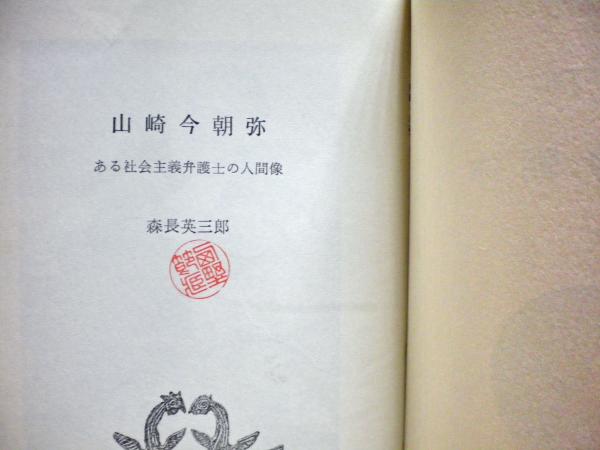 山崎今朝弥
ある社会主義弁護士の人間像
森長英三郎